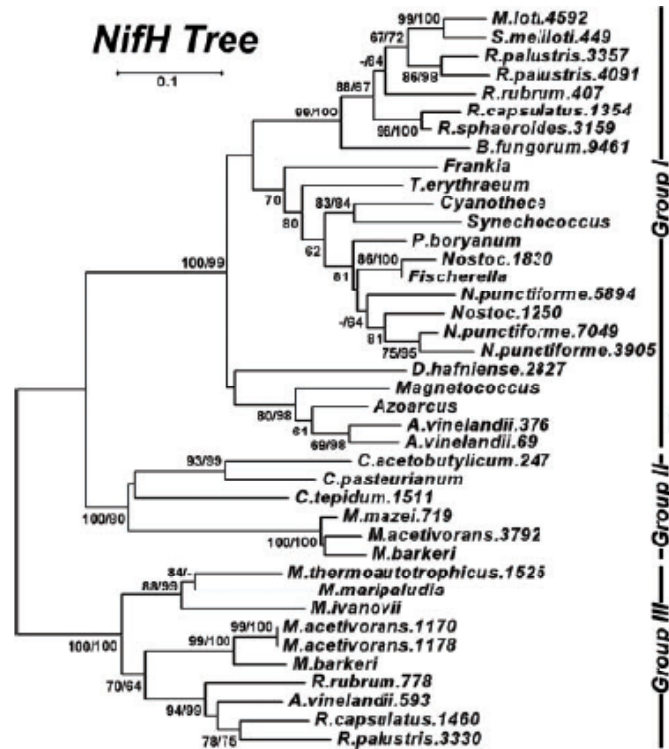 NifH Tree
0.1
99/100
M.loti.4592
S.meliloti.449
67/72
R.palustris.3357
-/64
86/98
R.palustris.4091
88/67
R.rubrum.407
99/100
R.capsulatus.1354
96/100
R.sphaeroides.3159
B.fungorum.9461
Group I
Frankia
70
T.erythraeum
80
83/84
Cyanothece
Synechococcus
62
P.boryanum
86/100
Nostoc.1830
81
Fischerella
100/99
N.punctiforme.5894
-/64
Nostoc.1250
81
N.punctiforme.7049
75/95
N.punctiforme.3905
D.hafniense.2827
Magnetococcus
80/98
Azoarcus
61
A.vinelandii.376
69/98
A.vinelandii.69
93/99
C.acetobutylicum.247
C.pasteurianum
Group II
C.tepidum.1511
100/80
M.mazei.719
M.acetivorans.3792
100/100
M.barkeri
84/-
M.thermoautotrophicus.1525
88/99
M.maripaludis
M.ivanovii
Group III
99/100
M.acetivorans.1170
100/100
99/100
M.acetivorans.1178
M.barkeri
70/64
R.rubrum.778
A.vinelandii.593
94/99
R.capsulatus.1460
78/75
R.palustris.3330